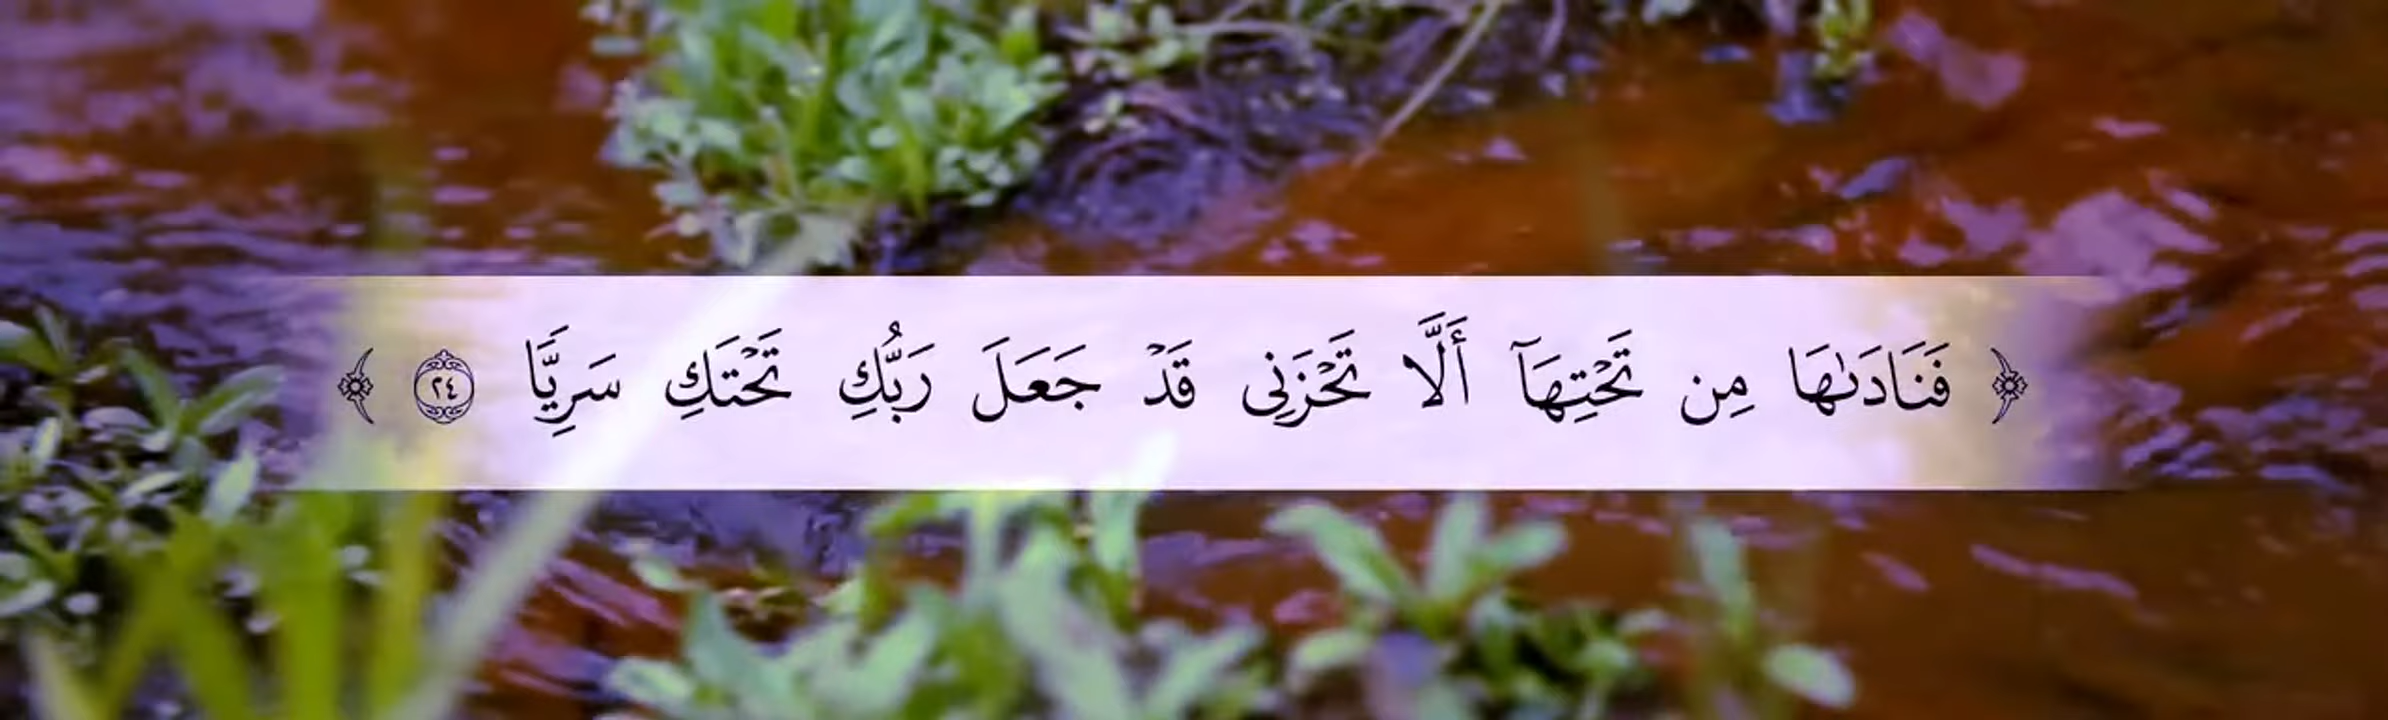 ﴿ فَنَادَىٰهَا مِن تَحْتِهَآ أَلَّا تَحْزَنِى قَدْ جَعَلَ رَبُّكِ تَحْتَكِ سَرِيًّا ٢٤ ﴾